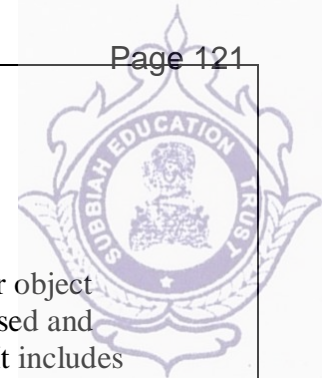 Page 121
SUBBIAH EDUCATION TRUST
r object
sed and
t includes